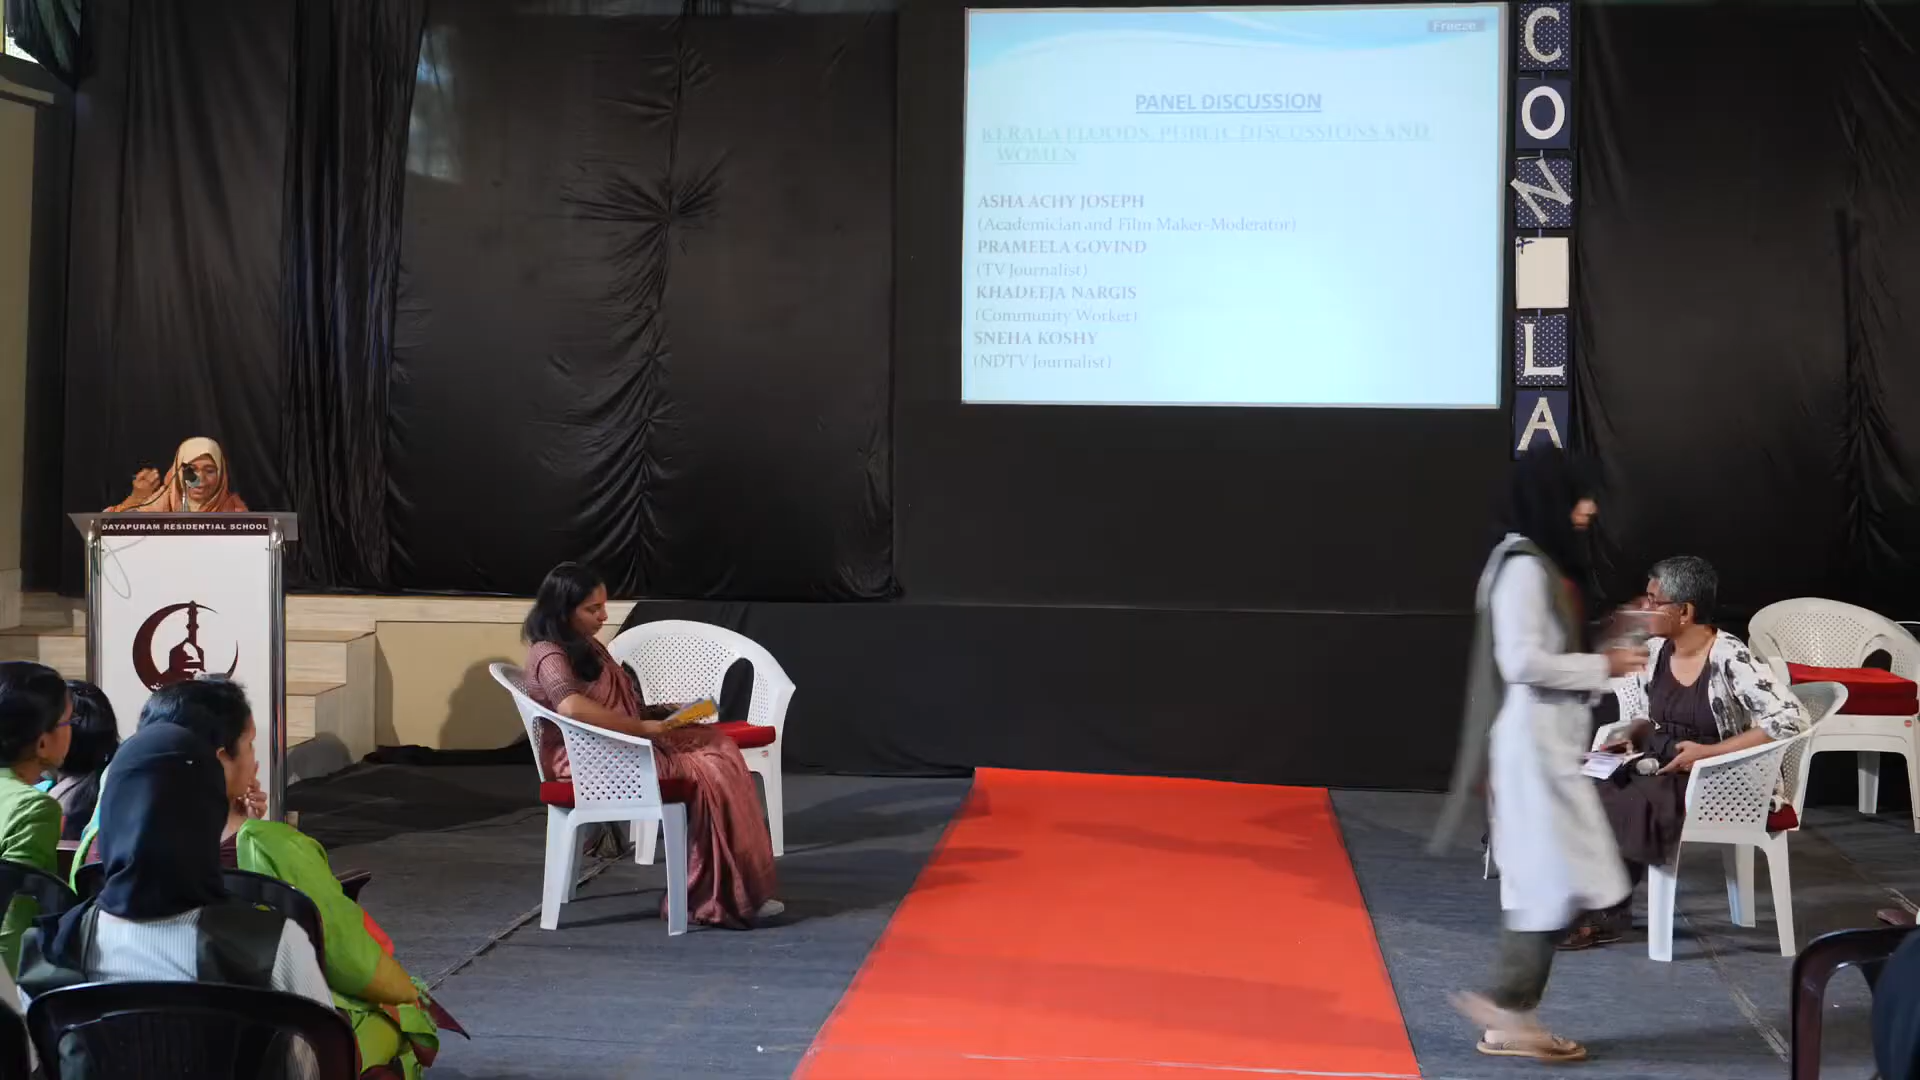 Freeze
PANEL DISCUSSION
KERALA FLOODS, PUBLIC DISCUSSIONS AND
WOMEN
ASHA ACHY JOSEPH
(Academician and Film Maker-Moderator)
PRAMEELA GOVIND
(TV Journalist)
KHADEEJA NARGIS
(Community Worker)
SNEHA KOSHY
(NDTV Journalist)
C
O
N
L
A
DAYAPURAM RESIDENTIAL SCHOOL